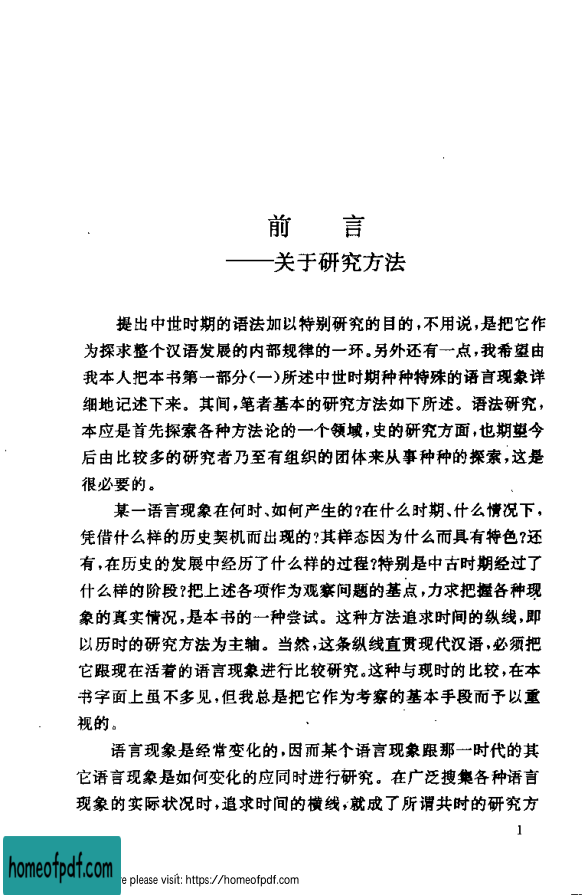 前 言
——关于研究方法
提出中世时期的语法加以特别研究的目的,不用说,是把它作
为探求整个汉语发展的内部规律的一环。另外还有一点,我希望由
我本人把本书第一部分(一)所述中世时期种种特殊的语言现象详
细地记述下来。其间,笔者基本的研究方法如下所述。语法研究,
本应是首先探索各种方法论的一个领域,史的研究方面,也期望今
后由比较多的研究者乃至有组织的团体来从事种种的探索,这是
很必要的。
某一语言现象在何时、如何产生的?在什么时期、什么情况下,
凭借什么样的历史契机而出现的?其样态因为什么而具有特色?还
有,在历史的发展中经历了什么样的过程?特别是中古时期经过了
什么样的阶段?把上述各项作为观察问题的基点,力求把握各种现
象的真实情况,是本书的一种尝试。这种方法追求时间的纵线,即
以历时的研究方法为主轴。当然,这条纵线直贯现代汉语,必须把
它跟现在活着的语言现象进行比较研究。这种与现时的比较,在本
书字面上虽不多见,但我总是把它作为考察的基本手段而予以重
视的。
语言现象是经常变化的,因而某个语言现象跟那一时代的其
它语言现象是如何变化的应同时进行研究。在广泛搜集各种语言
现象的实际状况时,追求时间的横线,就成了所谓共时的研究方
1
homeofpdf.com
re please visit: https://homeofpdf.com